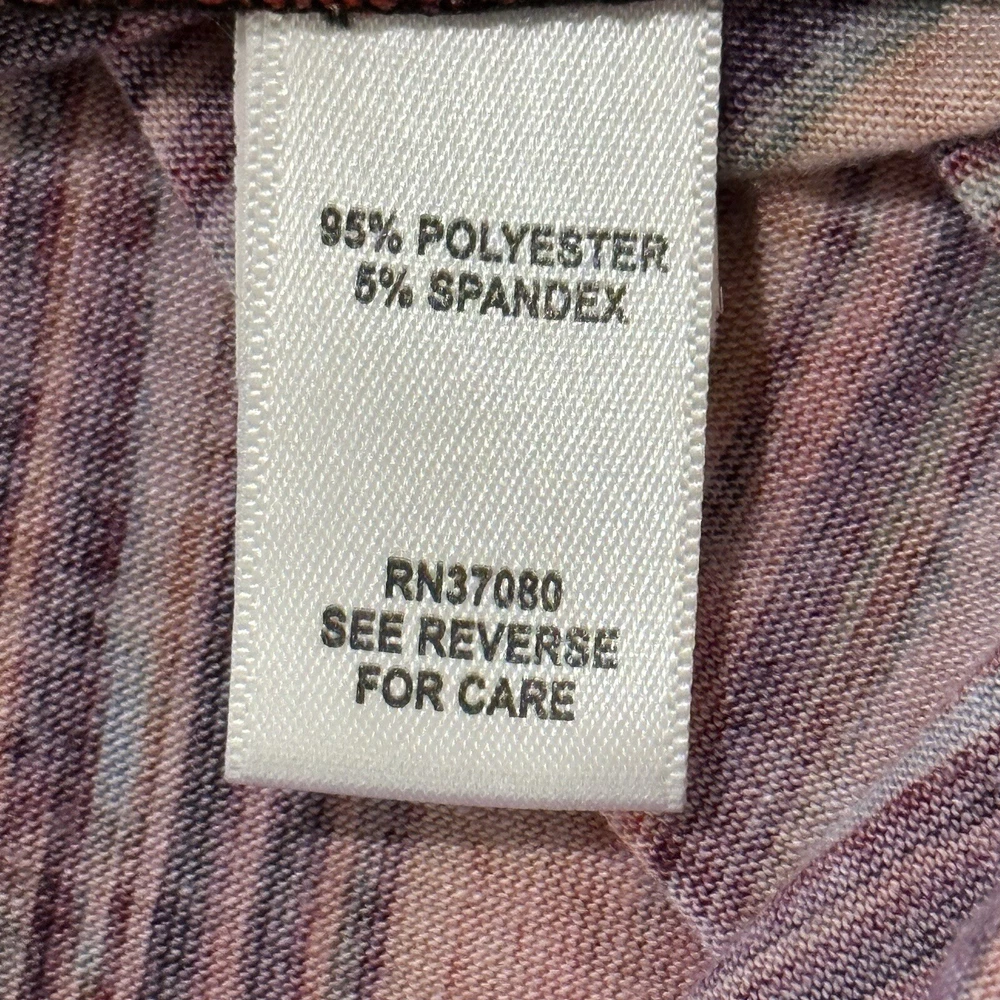 95% POLYESTER
5% SPANDEX
RN37080
SEE REVERSE
FOR CARE